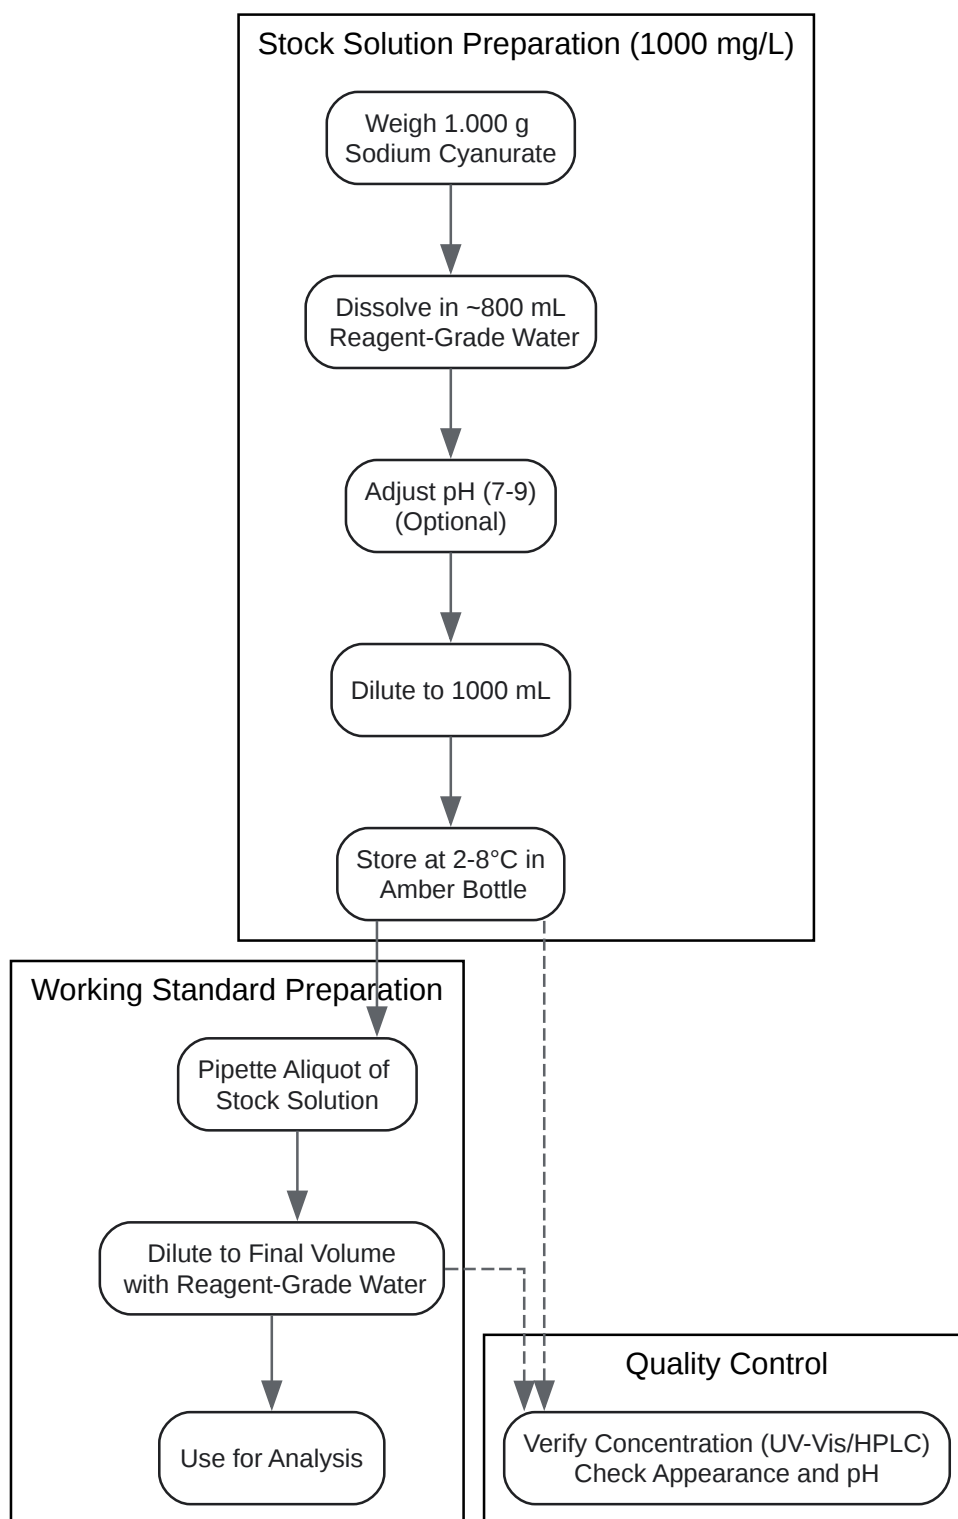 Stock Solution Preparation (1000 mg/L)
Weigh 1.000 g
Sodium Cyanurate
Dissolve in ~800 mL
Reagent-Grade Water
Adjust pH (7-9)
(Optional)
Dilute to 1000 mL
Store at 2-8°C in
Amber Bottle
Working Standard Preparation
Pipette Aliquot of
Stock Solution
Dilute to Final Volume
with Reagent-Grade Water
Use for Analysis
Quality Control
Verify Concentration (UV-Vis/HPLC)
Check Appearance and pH